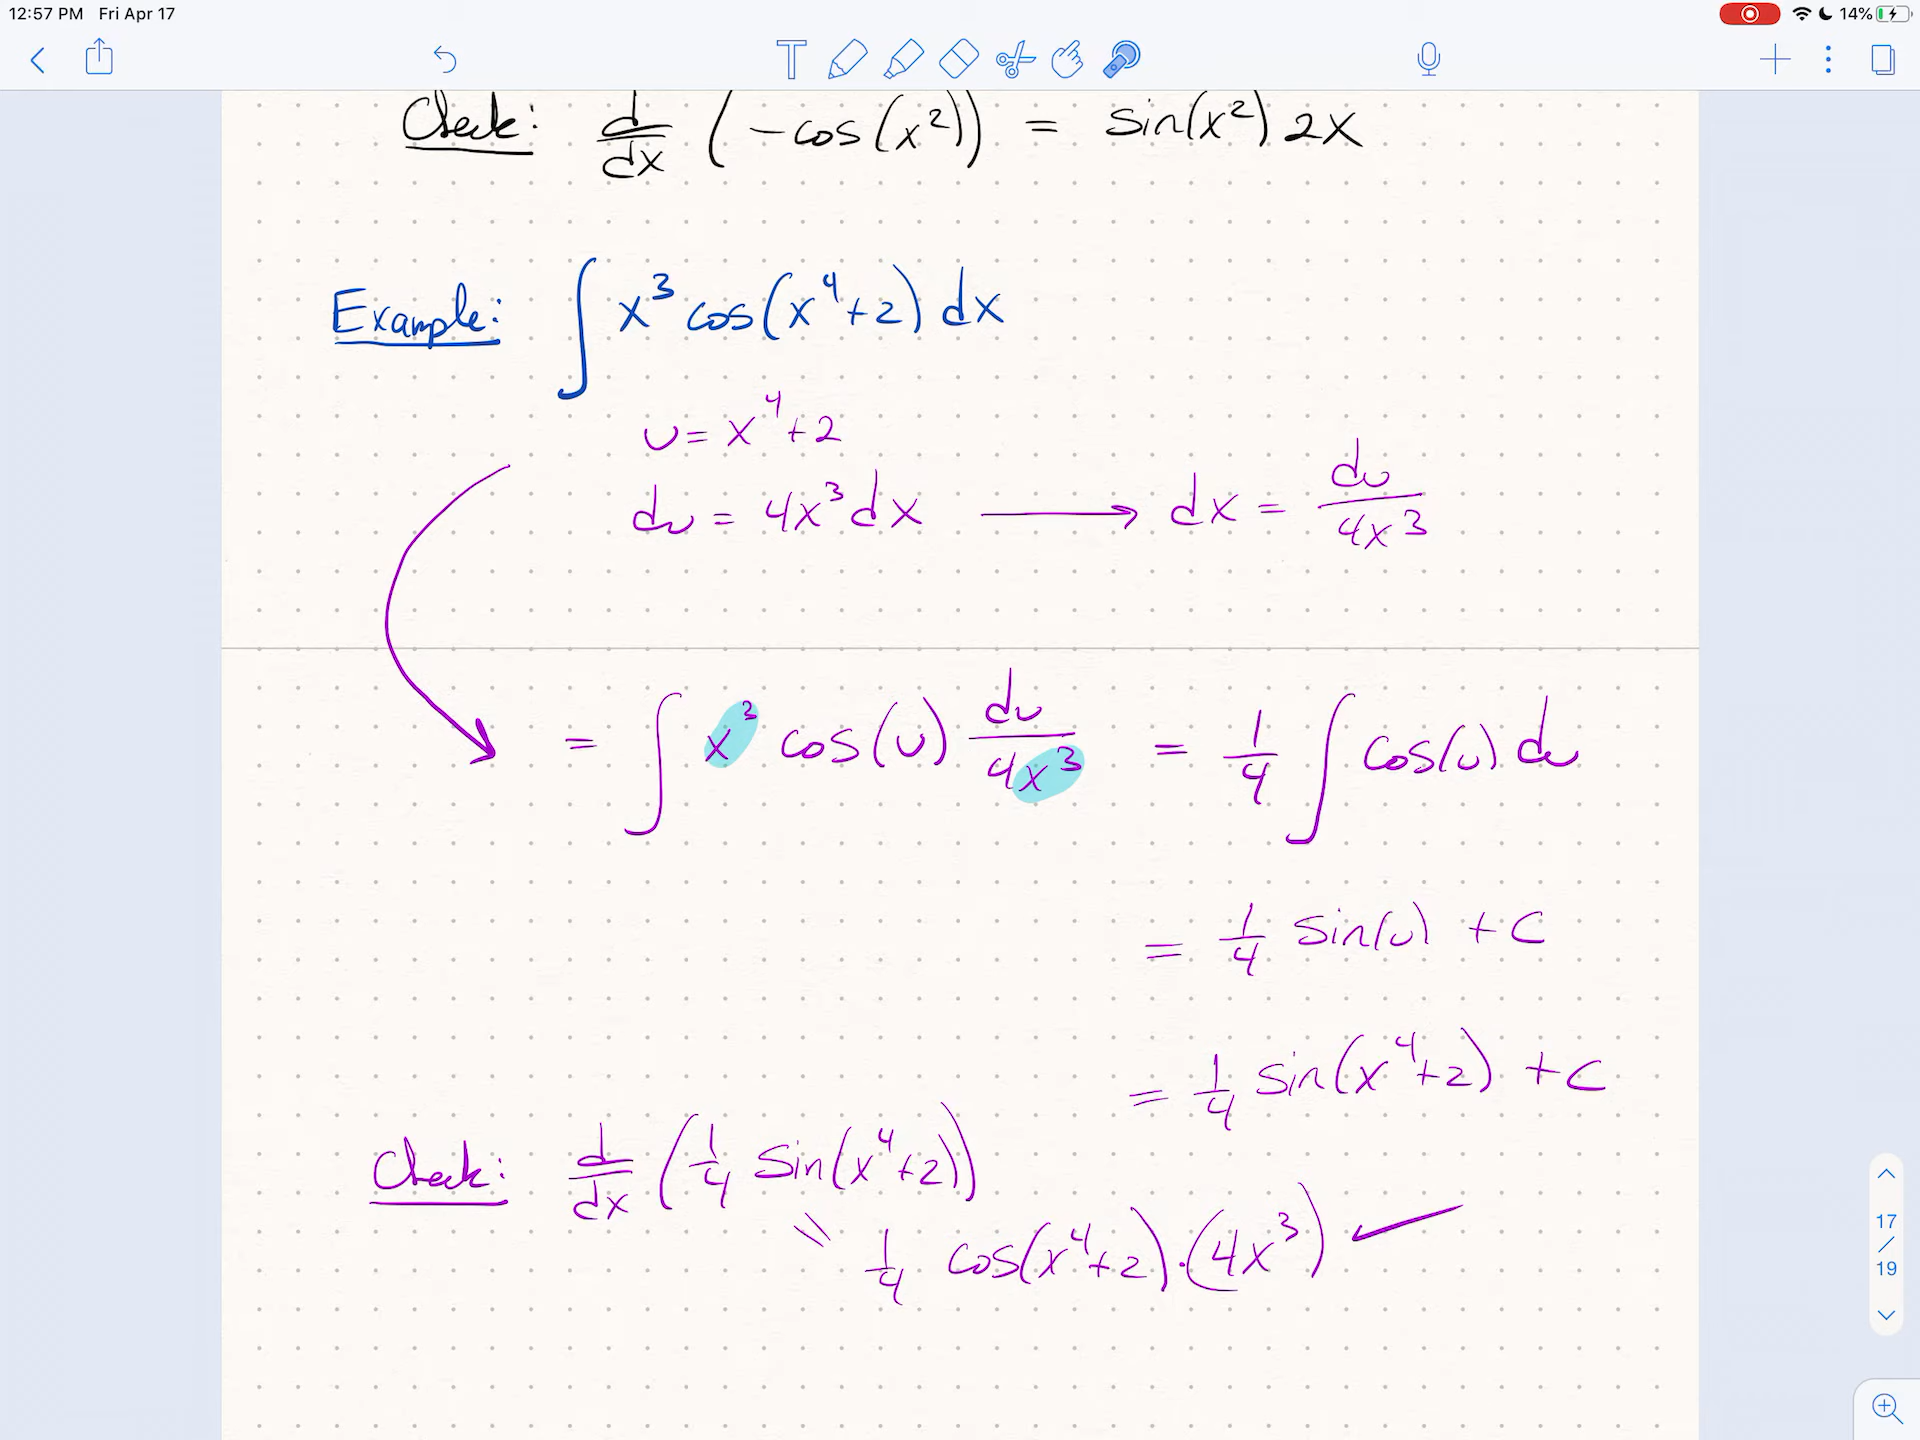 12:57 PM Fri Apr 17 14%
Check: d/dx (-cos(x²)) = sin(x²) 2x
Example: ∫ x³ cos(x⁴+2) dx
u = x⁴+2
du = 4x³ dx ⟶ dx = du/4x³
= ∫ x³ cos(u) du/4x³ = 1/4 ∫ cos(u) du
= 1/4 sin(u) + C
= 1/4 sin(x⁴+2) + C
Check: d/dx (1/4 sin(x⁴+2))
= 1/4 cos(x⁴+2)·(4x³) ✓
17
/
19